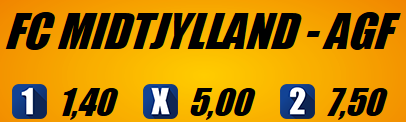 FC MIDTJYLLAND - AGF
1 1,40 X 5,00 2 7,50